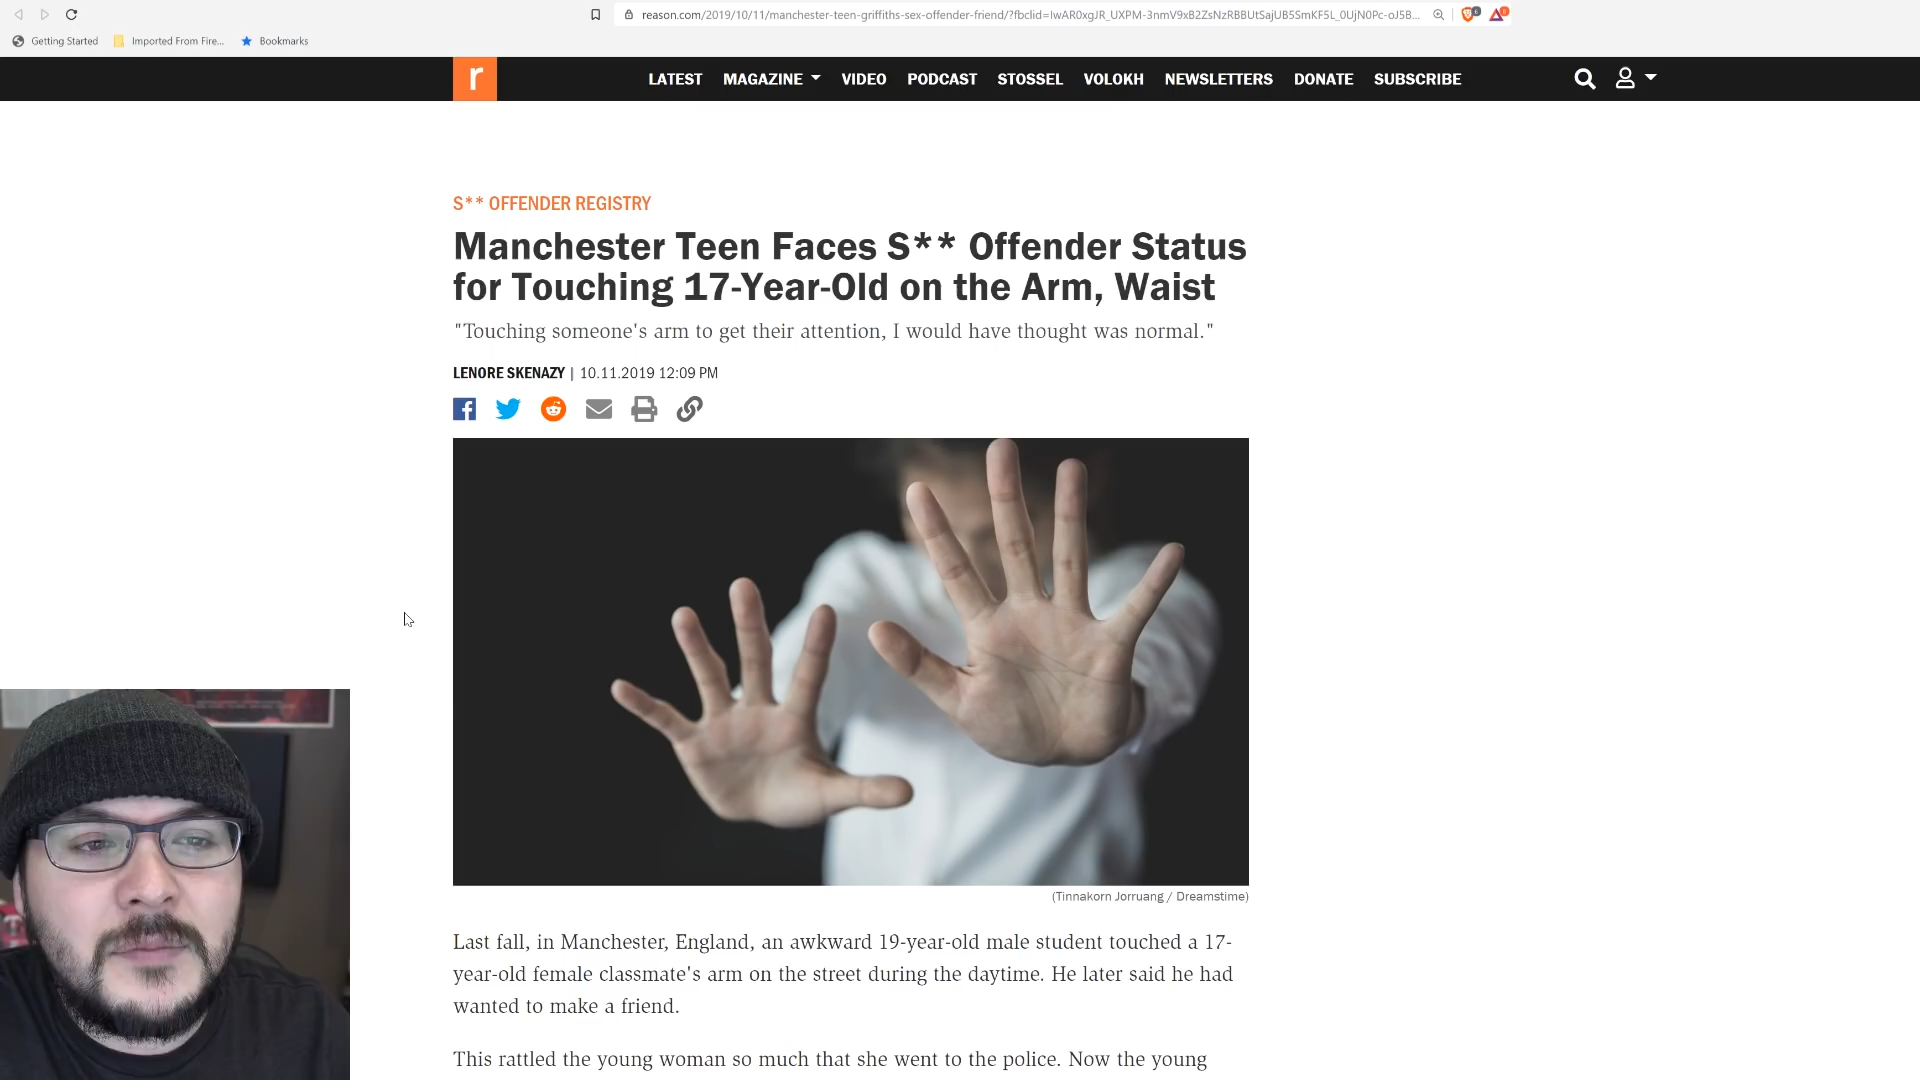 reason.com/2019/10/11/manchester-teen-griffiths-sex-offender-friend/?fbclid=IwAR0xgJR_UXPM-3nmV9xB2ZsNzRBBUtSajUB5SmKF5L_0UjN0Pc-oJ5B...
Getting Started Imported From Fire... Bookmarks
r LATEST MAGAZINE VIDEO PODCAST STOSSEL VOLOKH NEWSLETTERS DONATE SUBSCRIBE
S** OFFENDER REGISTRY
Manchester Teen Faces S** Offender Status
for Touching 17-Year-Old on the Arm, Waist
"Touching someone's arm to get their attention, I would have thought was normal."
LENORE SKENAZY | 10.11.2019 12:09 PM
(Tinnakorn Jorruang / Dreamstime)
Last fall, in Manchester, England, an awkward 19-year-old male student touched a 17-
year-old female classmate's arm on the street during the daytime. He later said he had
wanted to make a friend.
This rattled the young woman so much that she went to the police. Now the young